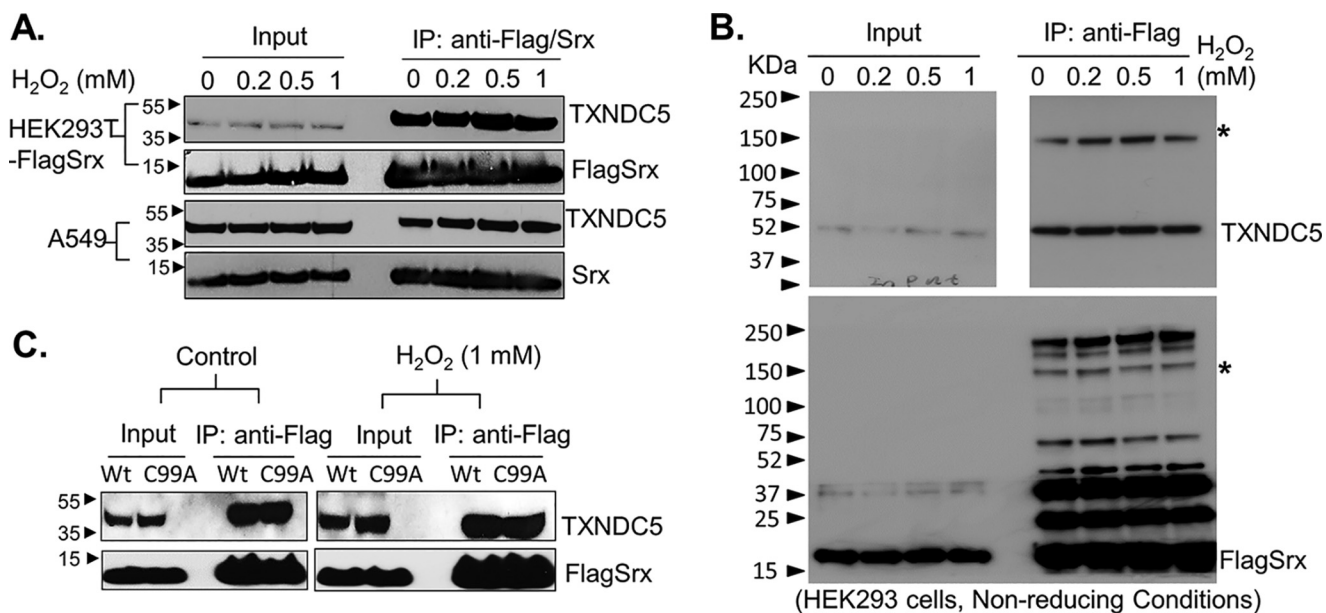 A.
Input IP: anti-Flag/Srx
H₂O₂ (mM) 0 0.2 0.5 1 0 0.2 0.5 1
HEK293T
-FlagSrx
55
35
TXNDC5
15
FlagSrx
A549
55
35
TXNDC5
15
Srx
B.
Input IP: anti-Flag H₂O₂
KDa 0 0.2 0.5 1 0 0.2 0.5 1 (mM)
250
150 *
100
75
52 TXNDC5
37
Input
250
150 *
100
75
52
37
25
15 FlagSrx
(HEK293 cells, Non-reducing Conditions)
C.
Control H₂O₂ (1 mM)
Input IP: anti-Flag Input IP: anti-Flag
Wt C99A Wt C99A Wt C99A Wt C99A
55
35
TXNDC5
15
FlagSrx